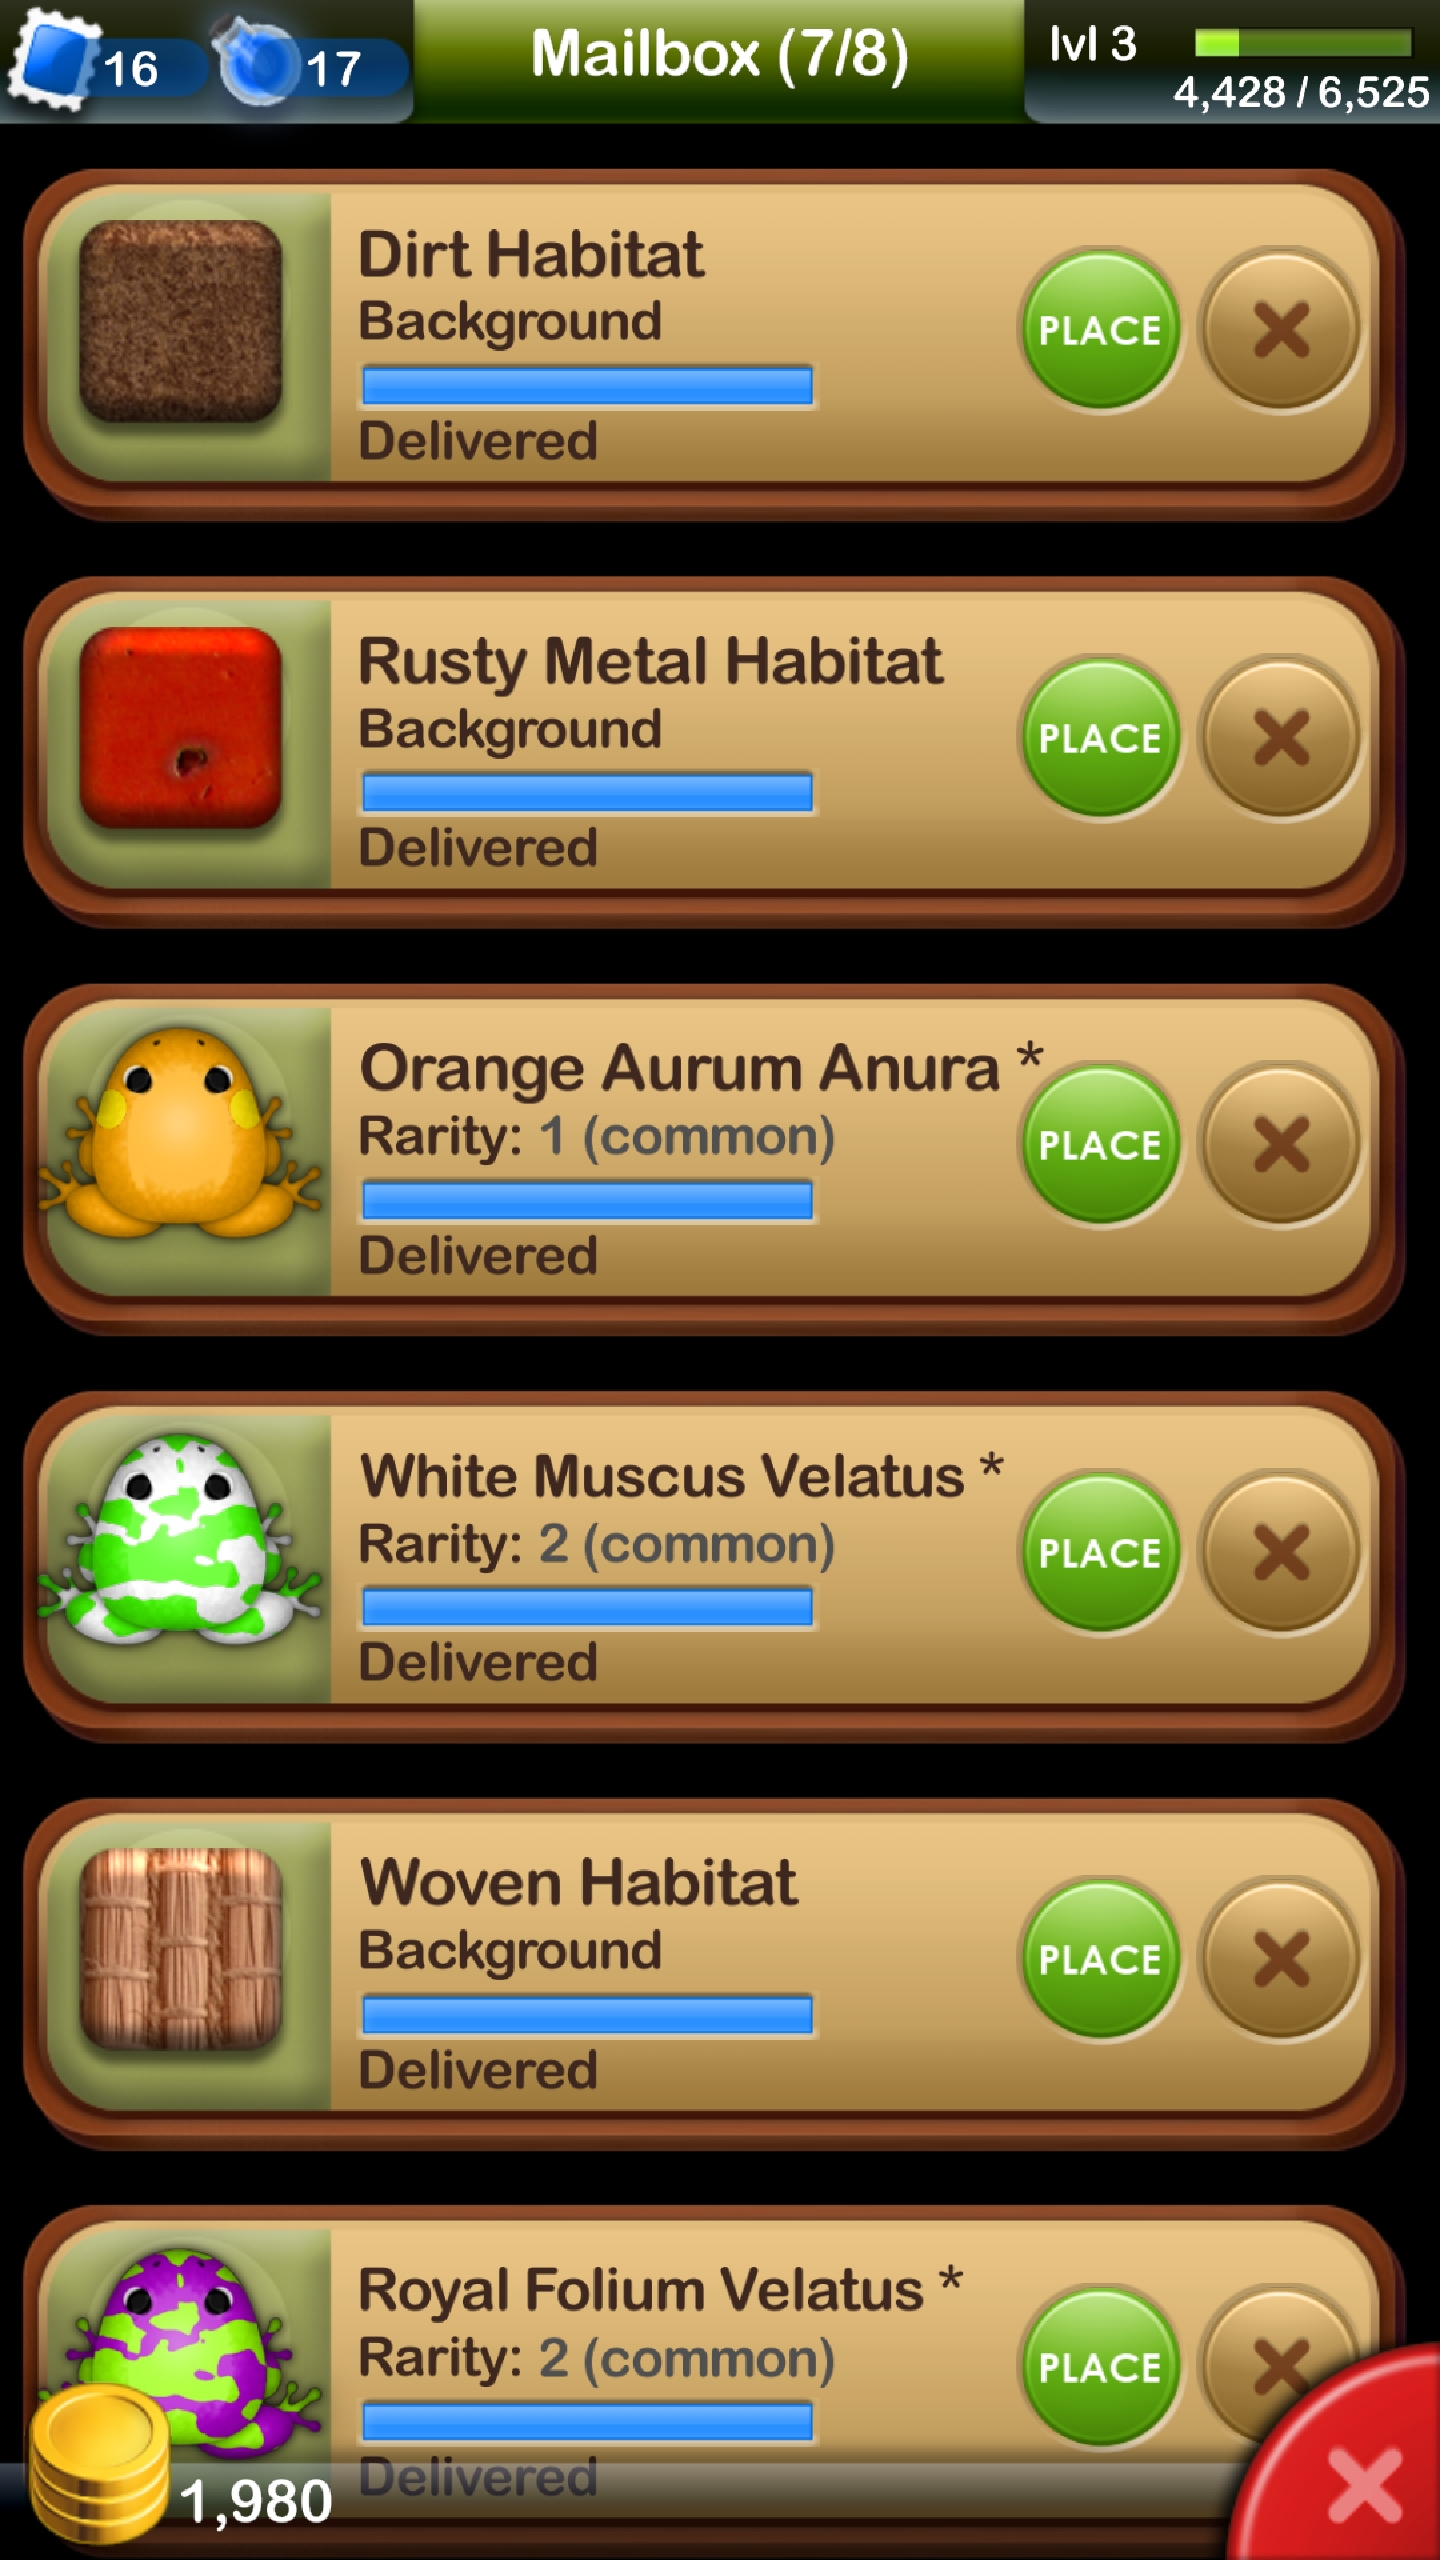 16
17
Mailbox (7/8)
lvl 3
4,428 / 6,525
Dirt Habitat
Background
Delivered
PLACE
Rusty Metal Habitat
Background
Delivered
PLACE
Orange Aurum Anura *
Rarity: 1 (common)
Delivered
PLACE
White Muscus Velatus *
Rarity: 2 (common)
Delivered
PLACE
Woven Habitat
Background
Delivered
PLACE
Royal Folium Velatus *
Rarity: 2 (common)
Delivered
PLACE
1,980